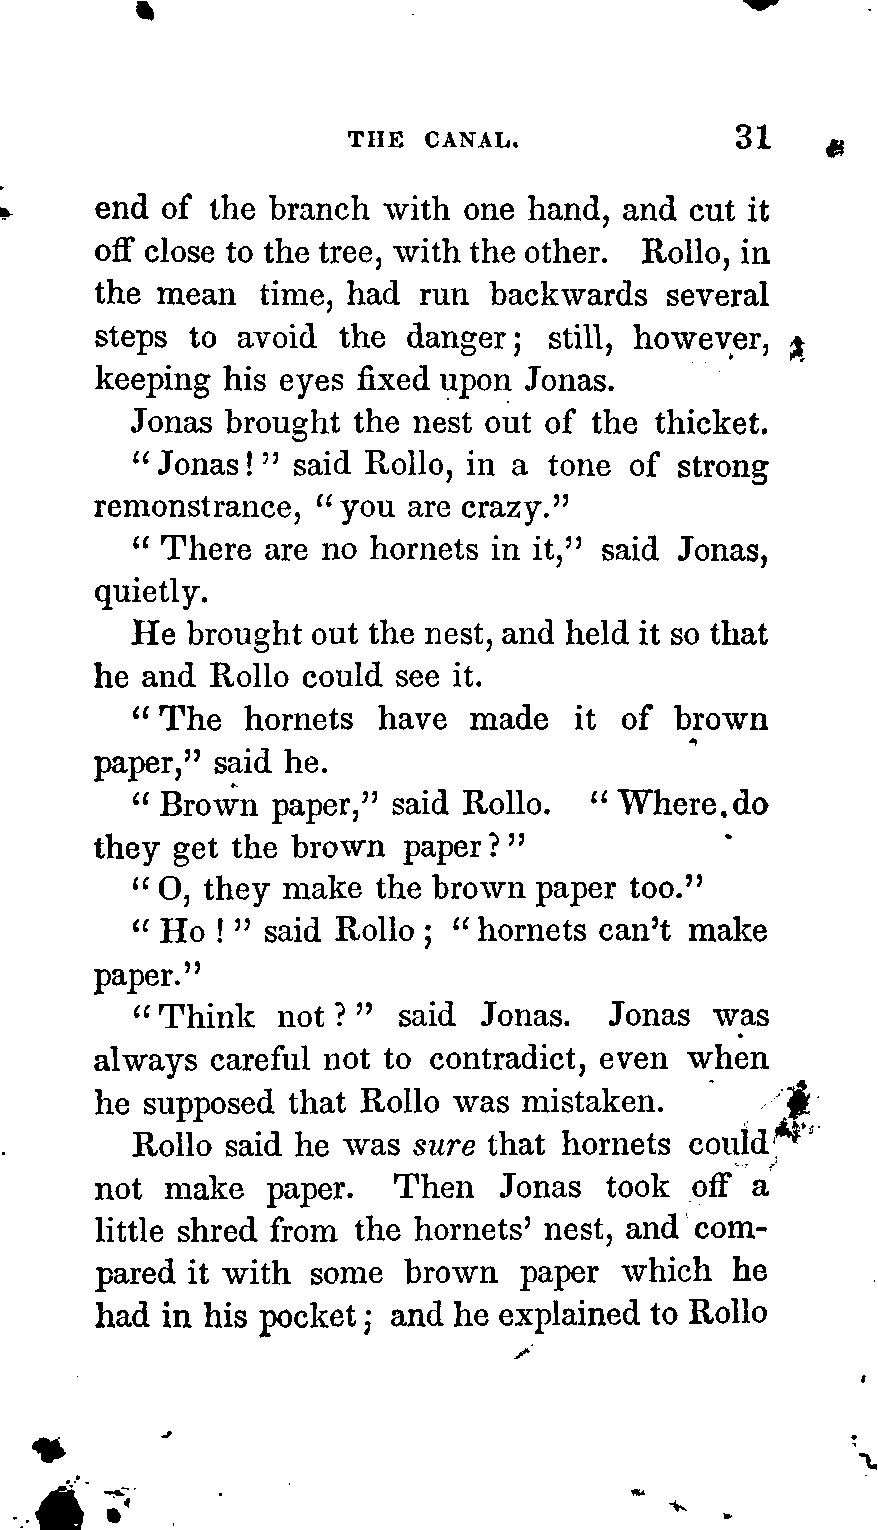 THE CANAL. 31
end of the branch with one hand, and cut it
off close to the tree, with the other. Rollo, in
the mean time, had run backwards several
steps to avoid the danger; still, however,
keeping his eyes fixed upon Jonas.
Jonas brought the nest out of the thicket.
“Jonas!” said Rollo, in a tone of strong
remonstrance, “you are crazy.”
“There are no hornets in it,” said Jonas,
quietly.
He brought out the nest, and held it so that
he and Rollo could see it.
“The hornets have made it of brown
paper,” said he.
“Brown paper,” said Rollo. “Where do
they get the brown paper?”
“O, they make the brown paper too.”
“Ho!” said Rollo; “hornets can’t make
paper.”
“Think not?” said Jonas. Jonas was
always careful not to contradict, even when
he supposed that Rollo was mistaken.
Rollo said he was sure that hornets could
not make paper. Then Jonas took off a
little shred from the hornets’ nest, and com-
pared it with some brown paper which he
had in his pocket; and he explained to Rollo